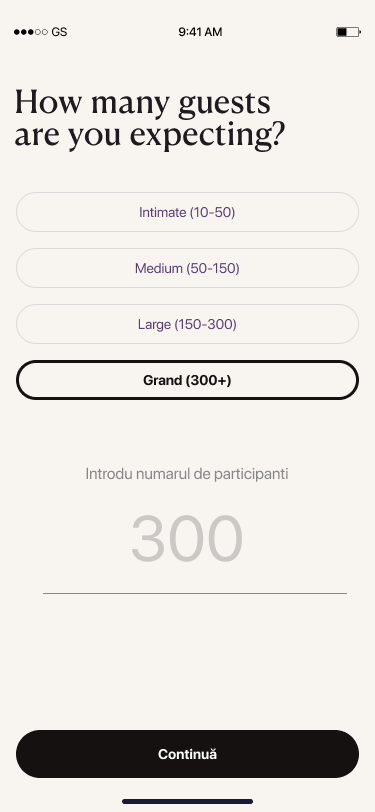 GS 9:41 AM
How many guests
are you expecting?
Intimate (10-50)
Medium (50-150)
Large (150-300)
Grand (300+)
Introdu numarul de participanti
300
Continuă